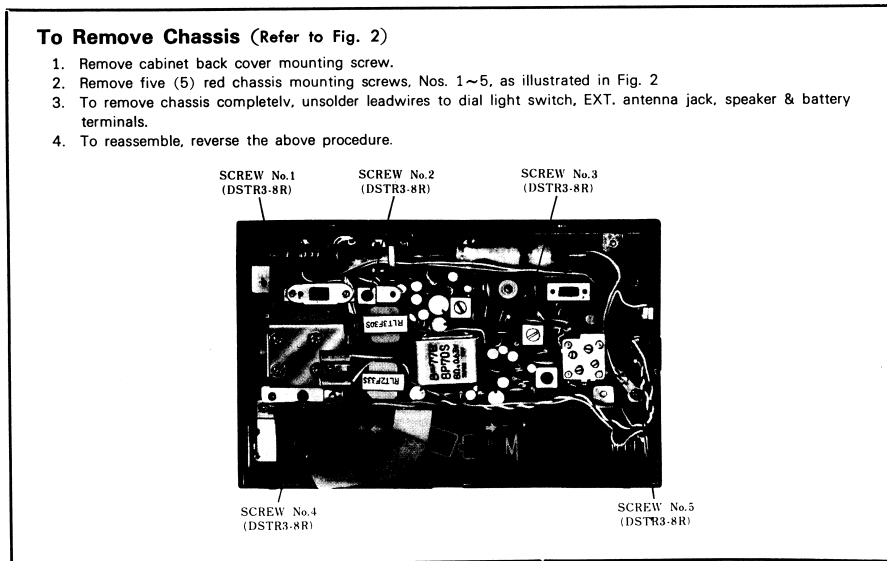 To Remove Chassis (Refer to Fig. 2)
1. Remove cabinet back cover mounting screw.
2. Remove five (5) red chassis mounting screws, Nos. 1~5, as illustrated in Fig. 2
3. To remove chassis completely, unsolder leadwires to dial light switch, EXT. antenna jack, speaker & battery
terminals.
4. To reassemble, reverse the above procedure.
SCREW No.1
(DSTR3-8R)
SCREW No.2
(DSTR3-8R)
SCREW No.3
(DSTR3-8R)
RLT3F30S
BP70S
RLT2F33S
M
SCREW No.4
(DSTR3-8R)
SCREW No.5
(DSTR3-8R)